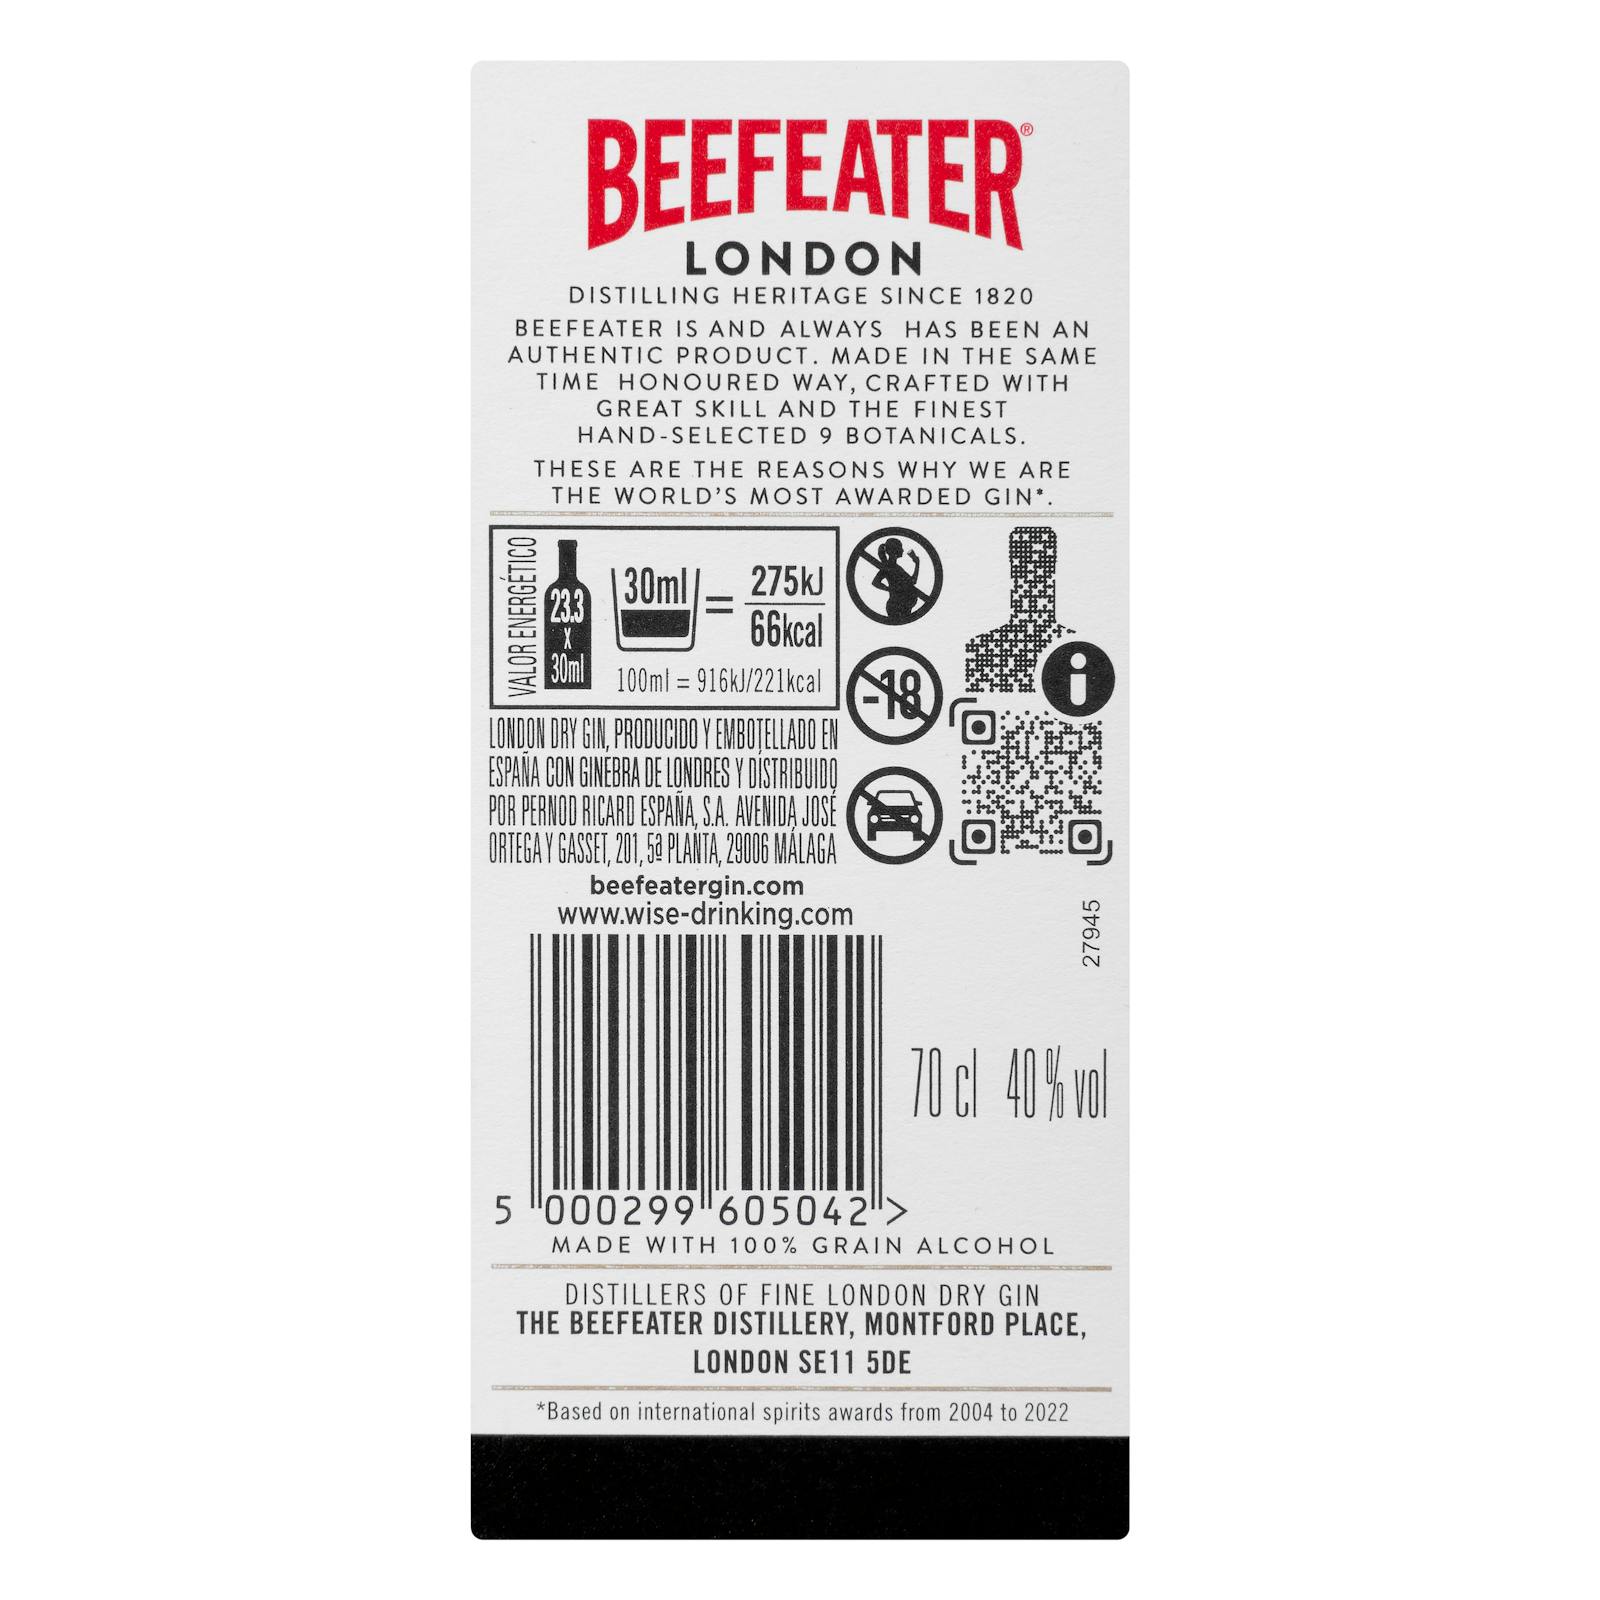 BEEFEATER®
LONDON
DISTILLING HERITAGE SINCE 1820
BEEFEATER IS AND ALWAYS HAS BEEN AN
AUTHENTIC PRODUCT. MADE IN THE SAME
TIME HONOURED WAY, CRAFTED WITH
GREAT SKILL AND THE FINEST
HAND-SELECTED 9 BOTANICALS.
THESE ARE THE REASONS WHY WE ARE
THE WORLD'S MOST AWARDED GIN*.
VALOR ENERGÉTICO
23.3
x
30ml
30ml
=
275kJ
66kcal
100ml = 916kJ/221kcal
-18
i
LONDON DRY GIN, PRODUCIDO Y EMBOTELLADO EN
ESPAÑA CON GINEBRA DE LONDRES Y DISTRIBUIDO
POR PERNOD RICARD ESPAÑA, S.A. AVENIDA JOSÉ
ORTEGA Y GASSET, 201, 5ª PLANTA, 29006 MÁLAGA
beefeatergin.com
www.wise-drinking.com
27945
70 cl 40% vol
5 000299 605042 >
MADE WITH 100% GRAIN ALCOHOL
DISTILLERS OF FINE LONDON DRY GIN
THE BEEFEATER DISTILLERY, MONTFORD PLACE,
LONDON SE11 5DE
*Based on international spirits awards from 2004 to 2022